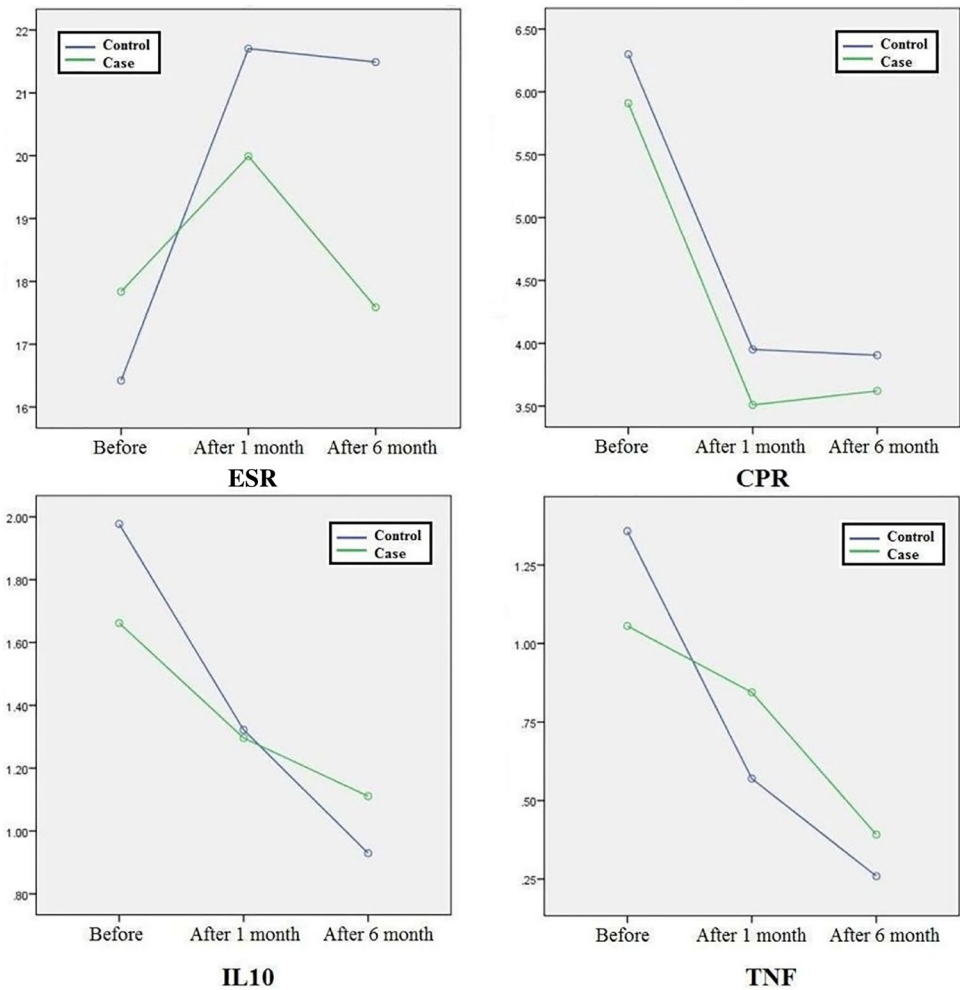 22
21
20
19
18
17
16
Control
Case
Before
After 1 month
After 6 month
ESR
6.50
6.00
5.50
5.00
4.50
4.00
3.50
Control
Case
Before
After 1 month
After 6 month
CPR
2.00
1.80
1.60
1.40
1.20
1.00
.80
Control
Case
Before
After 1 month
After 6 month
IL10
1.25
1.00
.75
.50
.25
Control
Case
Before
After 1 month
After 6 month
TNF